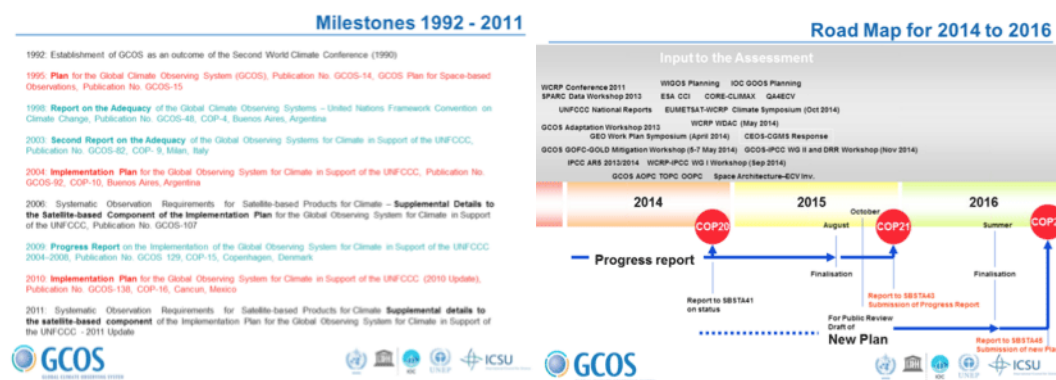 Milestones 1992 - 2011
1992: Establishment of GCOS as an outcome of the Second World Climate Conference (1990)
1995: Plan for the Global Climate Observing System (GCOS), Publication No. GCOS-14, GCOS Plan for Space-based
Observations, Publication No. GCOS-15
1998: Report on the Adequacy of the Global Climate Observing Systems – United Nations Framework Convention on
Climate Change, Publication No. GCOS-48, COP-4, Buenos Aires, Argentina
2003: Second Report on the Adequacy of the Global Observing Systems for Climate in Support of the UNFCCC,
Publication No. GCOS-82, COP- 9, Milan, Italy
2004: Implementation Plan for the Global Observing System for Climate in Support of the UNFCCC, Publication No.
GCOS-92, COP-10, Buenos Aires, Argentina
2006: Systematic Observation Requirements for Satellite-based Products for Climate – Supplemental Details to
the Satellite-based Component of the Implementation Plan for the Global Observing System for Climate in Support
of the UNFCCC, Publication No. GCOS-107
2009: Progress Report on the Implementation of the Global Observing System for Climate in Support of the UNFCCC
2004–2008, Publication No. GCOS 129, COP-15, Copenhagen, Denmark
2010: Implementation Plan for the Global Observing System for Climate in Support of the UNFCCC (2010 Update),
Publication No. GCOS-138, COP-16, Cancun, Mexico
2011: Systematic Observation Requirements for Satellite-based Products for Climate Supplemental details to
the satellite-based component of the Implementation Plan for the Global Observing System for Climate in Support of
the UNFCCC - 2011 Update
GCOS
GLOBAL CLIMATE OBSERVING SYSTEM
UNEP
ICSU
Road Map for 2014 to 2016
Input to the Assessment
WCRP Conference 2011 WIGOS Planning IOC GOOS Planning
SPARC Data Workshop 2013 ESA CCI CORE-CLIMAX QA4ECV
UNFCCC National Reports EUMETSAT-WCRP Climate Symposium (Oct 2014)
WCRP WDAC (May 2014)
GCOS Adaptation Workshop 2013
GEO Work Plan Symposium (April 2014) CEOS-CGMS Response
GCOS GOFC-GOLD Mitigation Workshop (5-7 May 2014) GCOS-IPCC WG II and DRR Workshop (Nov 2014)
IPCC AR5 2013/2014 WCRP-IPCC WG I Workshop (Sep 2014)
GCOS AOPC TOPC OOPC Space Architecture–ECV Inv.
2014 2015 2016
October
COP20 August COP21 Summer
Progress report
Finalisation Finalisation
Report to SBSTA41
on status
Report to SBSTA43
Submission of Progress Report
For Public Review
Draft of
New Plan
Report to SBSTA45
Submission of new
GCOS
UNEP
ICSU